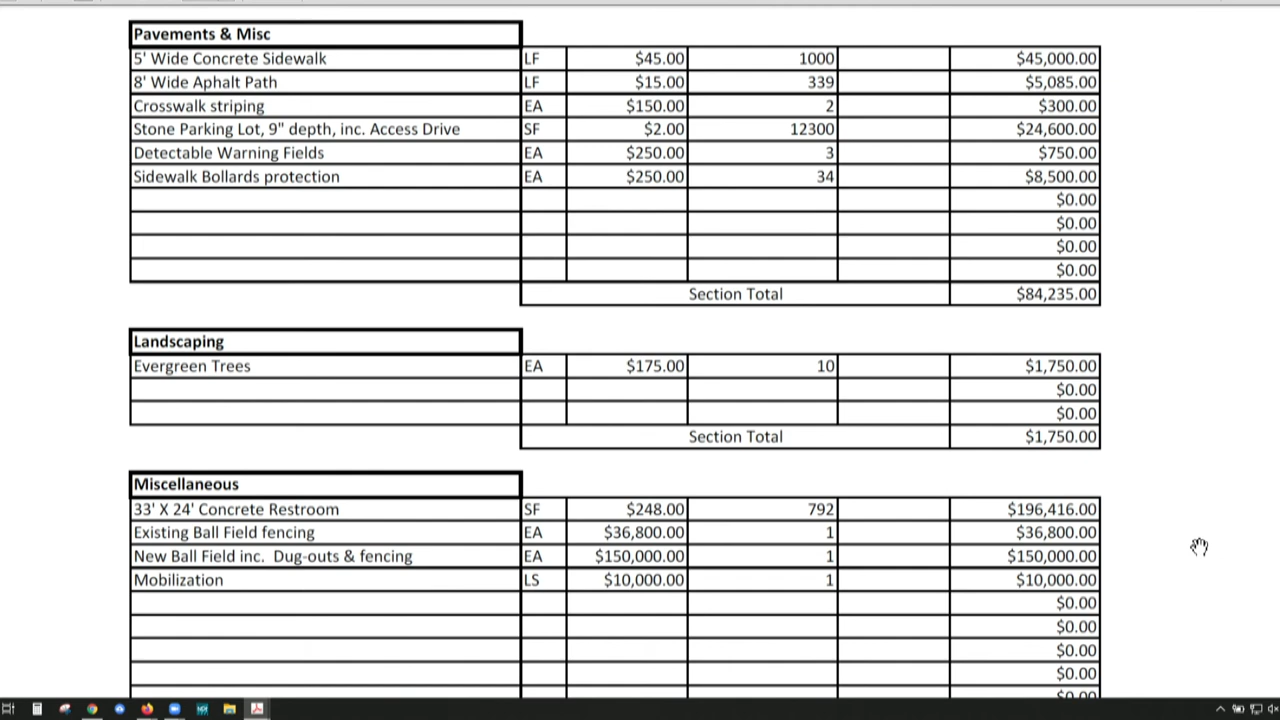 Pavements & Misc
5' Wide Concrete Sidewalk LF $45.00 1000 $45,000.00
8' Wide Aphalt Path LF $15.00 339 $5,085.00
Crosswalk striping EA $150.00 2 $300.00
Stone Parking Lot, 9" depth, inc. Access Drive SF $2.00 12300 $24,600.00
Detectable Warning Fields EA $250.00 3 $750.00
Sidewalk Bollards protection EA $250.00 34 $8,500.00
$0.00
$0.00
$0.00
$0.00
Section Total $84,235.00
Landscaping
Evergreen Trees EA $175.00 10 $1,750.00
$0.00
$0.00
Section Total $1,750.00
Miscellaneous
33' X 24' Concrete Restroom SF $248.00 792 $196,416.00
Existing Ball Field fencing EA $36,800.00 1 $36,800.00
New Ball Field inc. Dug-outs & fencing EA $150,000.00 1 $150,000.00
Mobilization LS $10,000.00 1 $10,000.00
$0.00
$0.00
$0.00
$0.00
$0.00